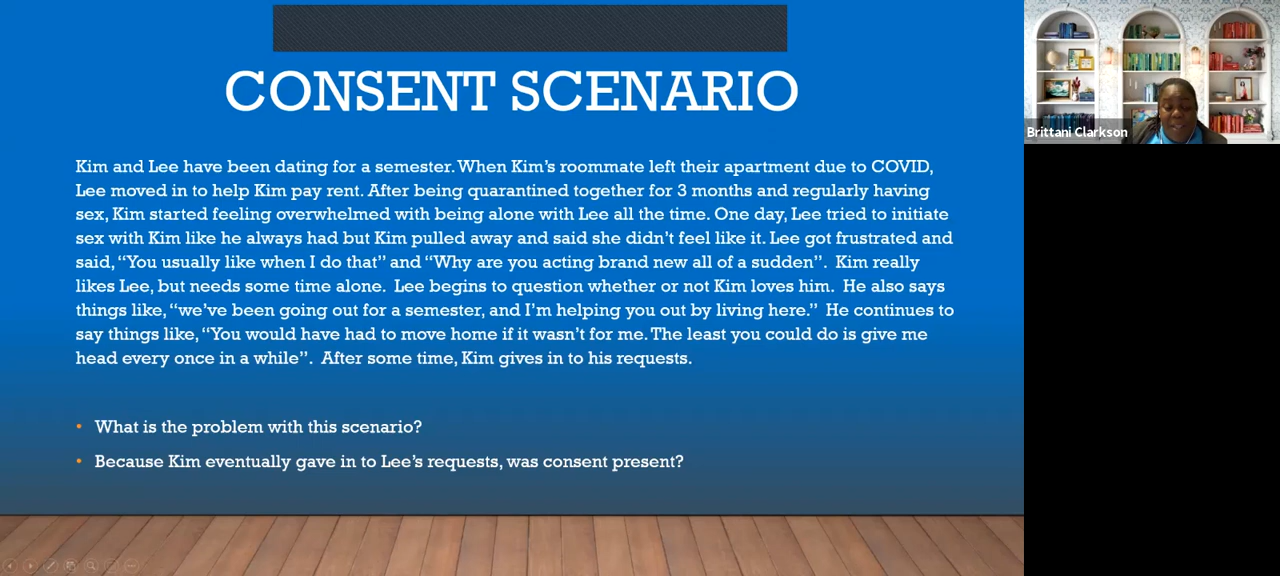 CONSENT SCENARIO
Brittani Clarkson
Kim and Lee have been dating for a semester. When Kim's roommate left their apartment due to COVID,
Lee moved in to help Kim pay rent. After being quarantined together for 3 months and regularly having
sex, Kim started feeling overwhelmed with being alone with Lee all the time. One day, Lee tried to initiate
sex with Kim like he always had but Kim pulled away and said she didn't feel like it. Lee got frustrated and
said, “You usually like when I do that” and “Why are you acting brand new all of a sudden”.  Kim really
likes Lee, but needs some time alone.  Lee begins to question whether or not Kim loves him.  He also says
things like, “we've been going out for a semester, and I'm helping you out by living here.”  He continues to
say things like, “You would have had to move home if it wasn't for me. The least you could do is give me
head every once in a while”.  After some time, Kim gives in to his requests.
• What is the problem with this scenario?
• Because Kim eventually gave in to Lee's requests, was consent present?